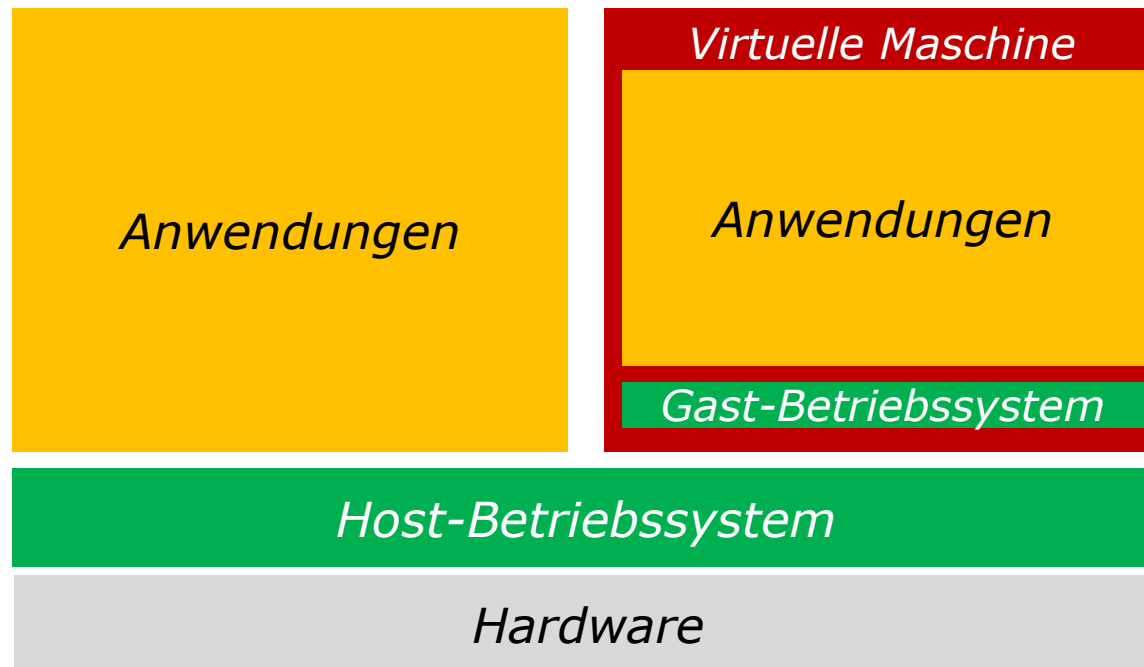 Virtuelle Maschine
Anwendungen
Anwendungen
Gast-Betriebssystem
Host-Betriebssystem
Hardware